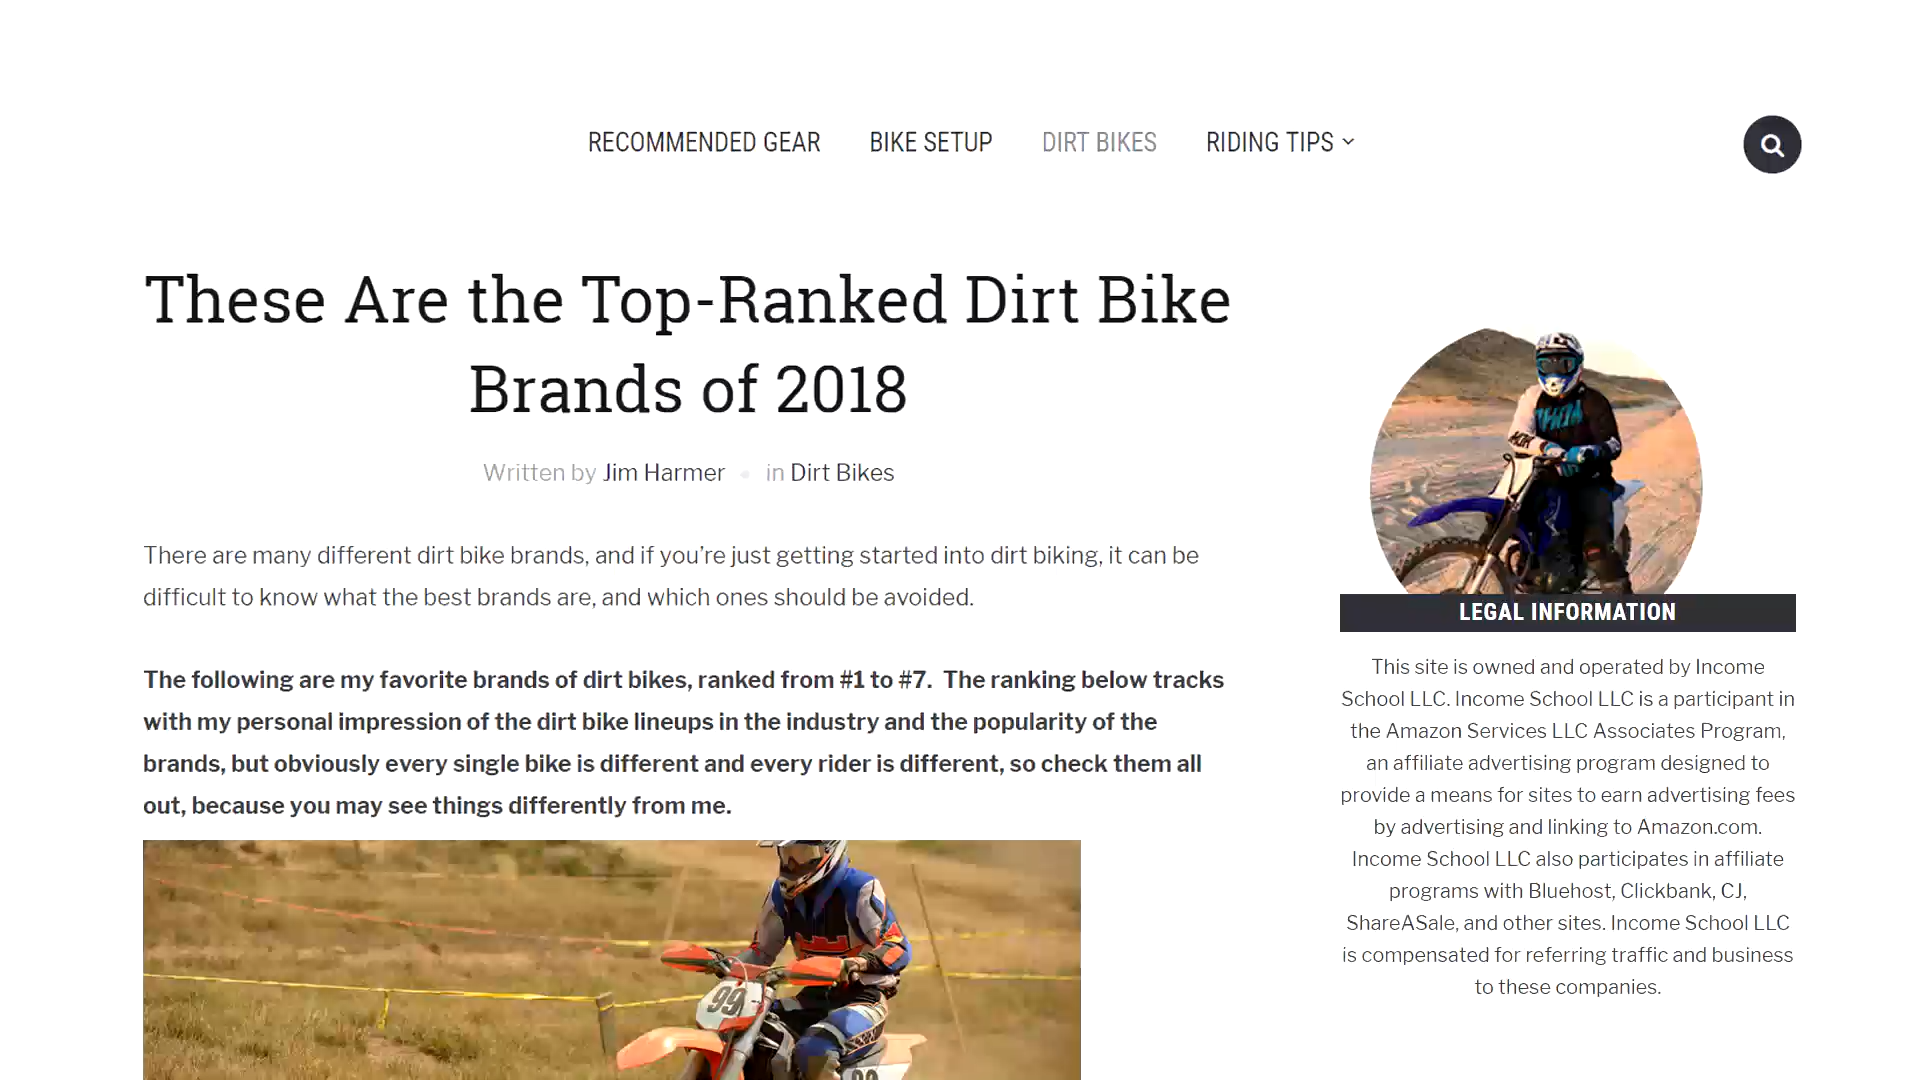 RECOMMENDED GEAR BIKE SETUP DIRT BIKES RIDING TIPS
These Are the Top-Ranked Dirt Bike
Brands of 2018
Written by Jim Harmer in Dirt Bikes
There are many different dirt bike brands, and if you’re just getting started into dirt biking, it can be
difficult to know what the best brands are, and which ones should be avoided.
The following are my favorite brands of dirt bikes, ranked from #1 to #7. The ranking below tracks
with my personal impression of the dirt bike lineups in the industry and the popularity of the
brands, but obviously every single bike is different and every rider is different, so check them all
out, because you may see things differently from me.
99
LEGAL INFORMATION
This site is owned and operated by Income
School LLC. Income School LLC is a participant in
the Amazon Services LLC Associates Program,
an affiliate advertising program designed to
provide a means for sites to earn advertising fees
by advertising and linking to Amazon.com.
Income School LLC also participates in affiliate
programs with Bluehost, Clickbank, CJ,
ShareASale, and other sites. Income School LLC
is compensated for referring traffic and business
to these companies.